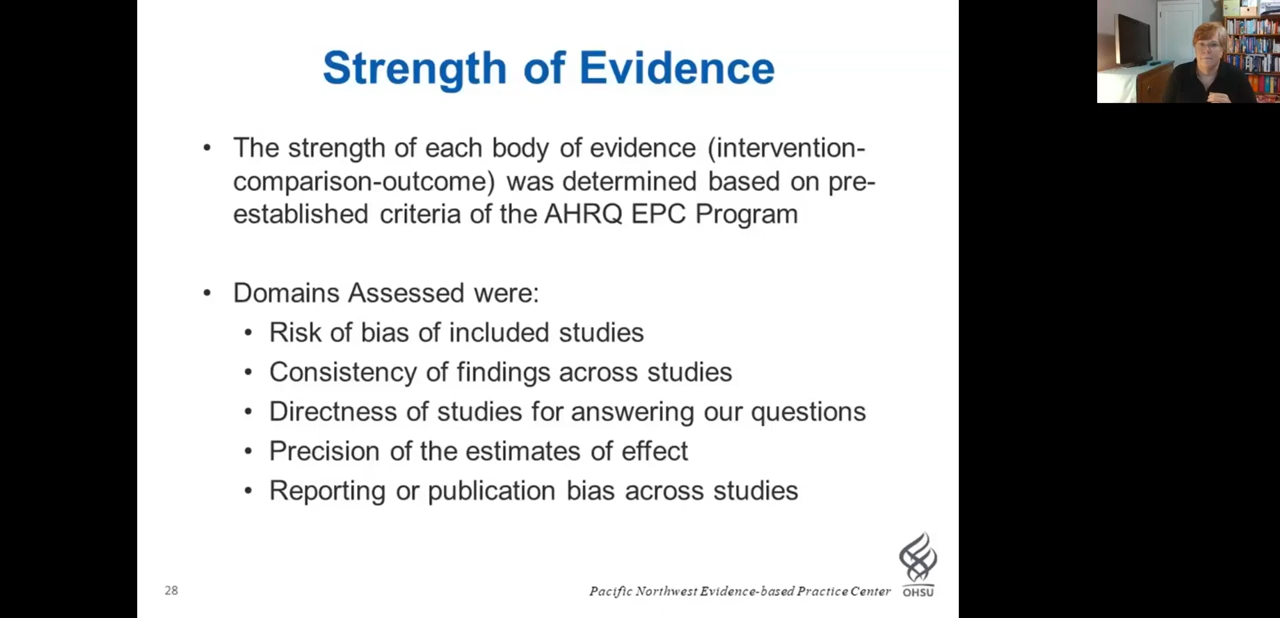 Strength of Evidence
• The strength of each body of evidence (intervention-
comparison-outcome) was determined based on pre-
established criteria of the AHRQ EPC Program
• Domains Assessed were:
• Risk of bias of included studies
• Consistency of findings across studies
• Directness of studies for answering our questions
• Precision of the estimates of effect
• Reporting or publication bias across studies
28
Pacific Northwest Evidence-based Practice Center
OHSU